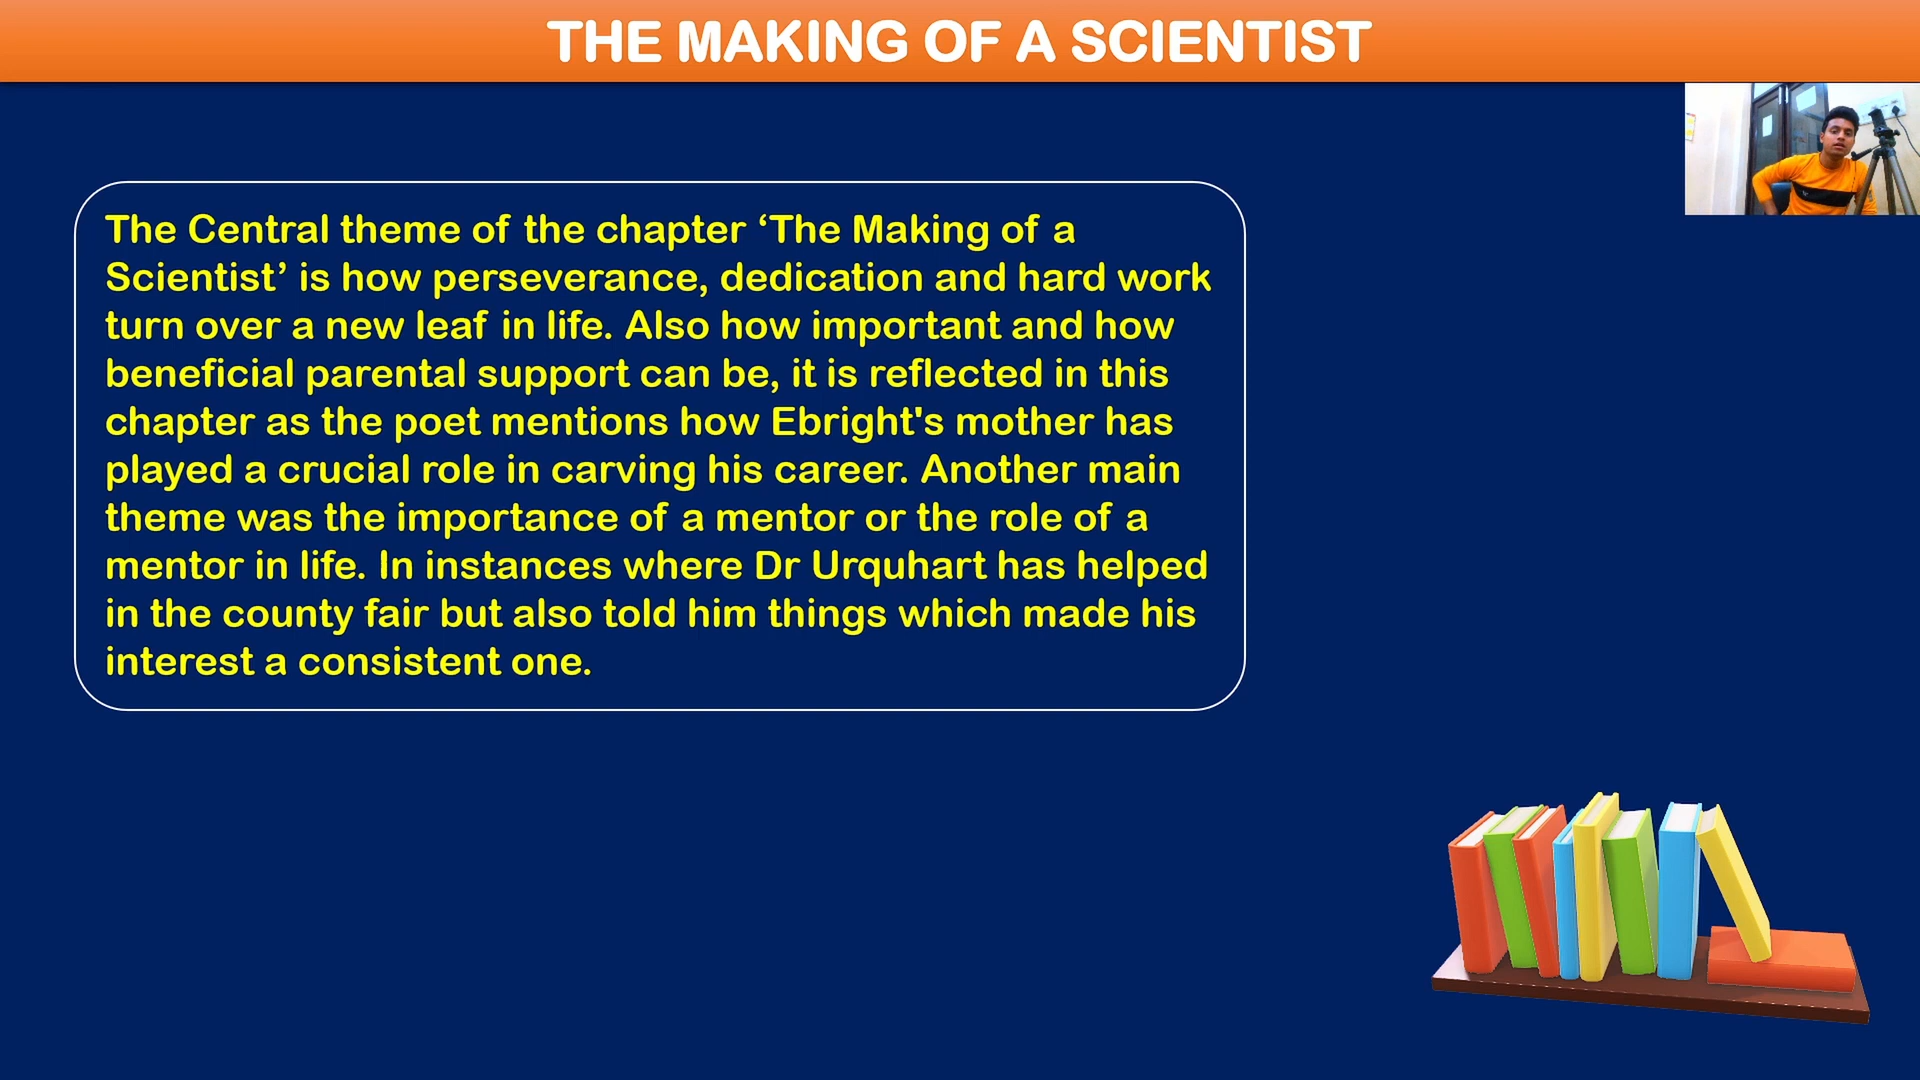 THE MAKING OF A SCIENTIST
The Central theme of the chapter ‘The Making of a
Scientist’ is how perseverance, dedication and hard work
turn over a new leaf in life. Also how important and how
beneficial parental support can be, it is reflected in this
chapter as the poet mentions how Ebright's mother has
played a crucial role in carving his career. Another main
theme was the importance of a mentor or the role of a
mentor in life. In instances where Dr Urquhart has helped
in the county fair but also told him things which made his
interest a consistent one.